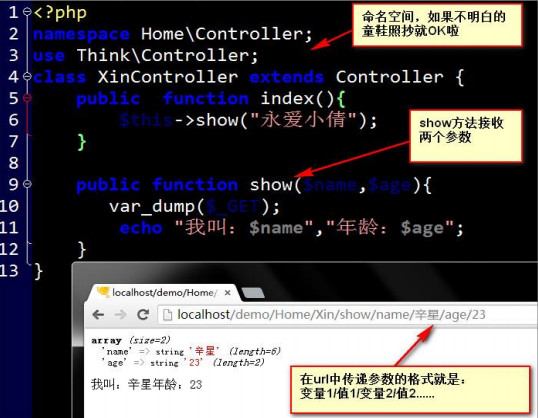 1 <?php
2 namespace Home\Controller;
3 use Think\Controller;
4 class XinController extends Controller {
5 public function index(){
6 $this->show("永爱小倩");
7 }
8
9 public function show($name,$age){
10 var_dump($_GET);
11 echo "我叫：$name","年龄：$age";
12 }
13 }
命名空间，如果不明白的
童鞋照抄就OK啦
show方法接收
两个参数
localhost/demo/Home/
localhost/demo/Home/Xin/show/name/辛星/age/23
array (size=2)
'name' => string '辛星' (length=6)
'age' => string '23' (length=2)
我叫：辛星年龄：23
在url中传递参数的格式就是：
变量1/值1/变量2/值2......